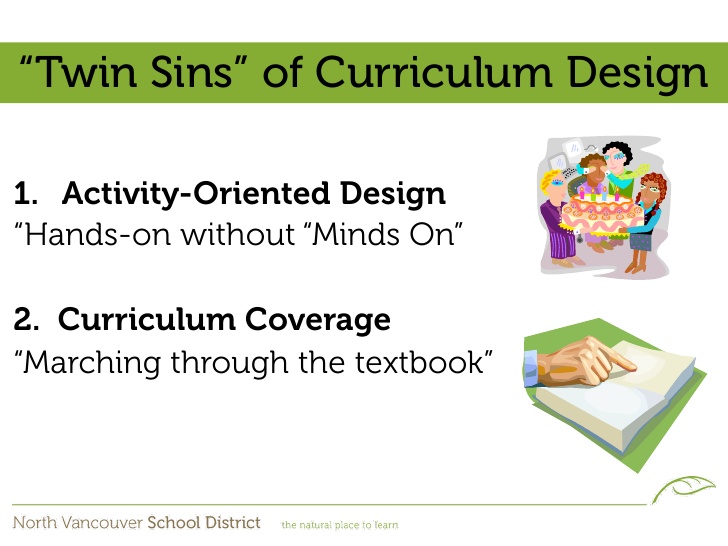 “Twin Sins” of Curriculum Design
1. Activity-Oriented Design
“Hands-on without “Minds On”
2. Curriculum Coverage
“Marching through the textbook”
North Vancouver School District the natural place to learn